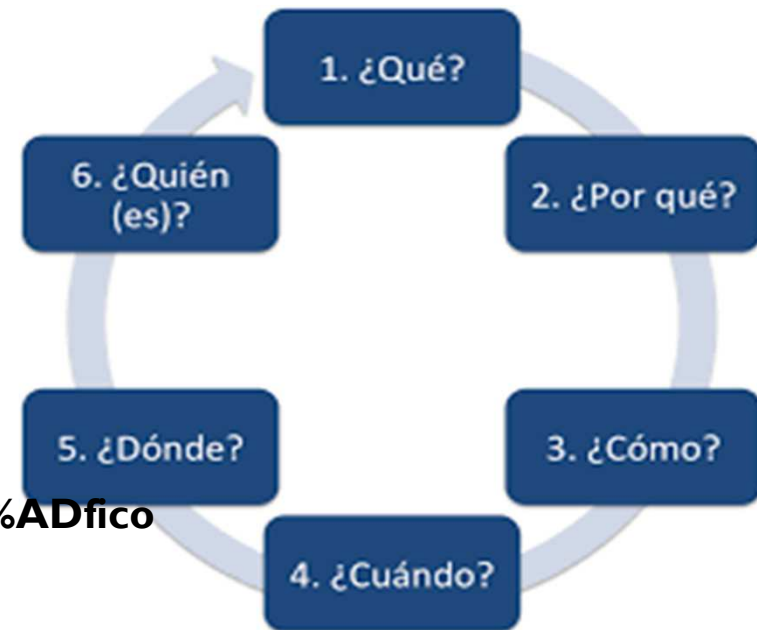 1. ¿Qué?
2. ¿Por qué?
3. ¿Cómo?
4. ¿Cuándo?
5. ¿Dónde?
6. ¿Quién
(es)?
%ADfico